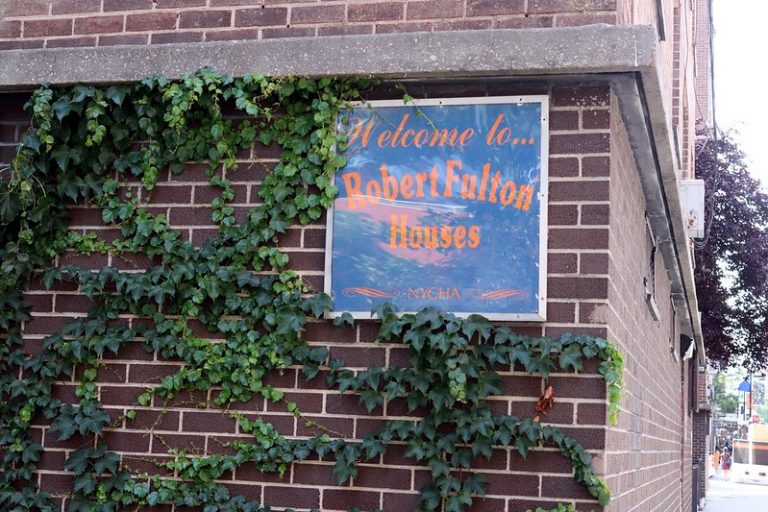 Welcome to...
Robert Fulton
Houses
NYCHA